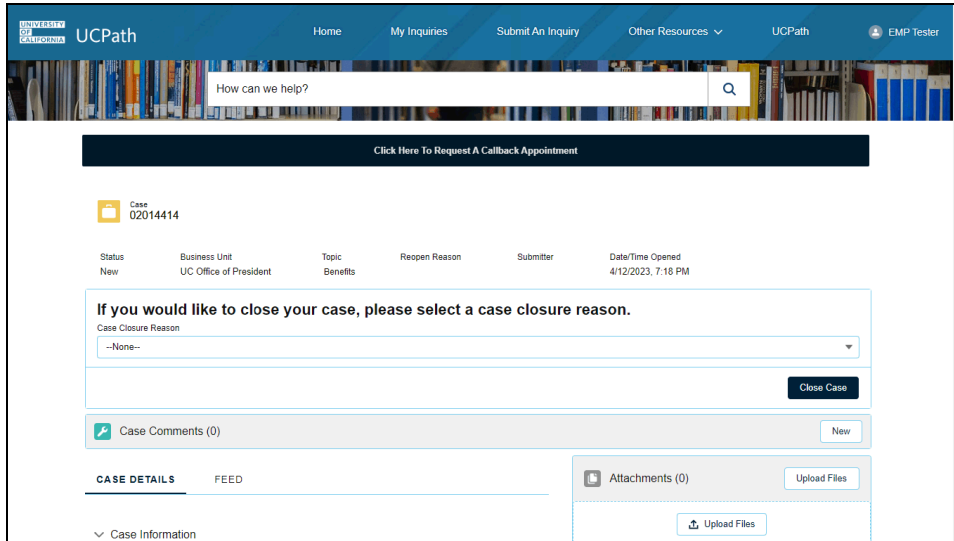 UNIVERSITY
OF
CALIFORNIA
UCPath
Home My Inquiries Submit An Inquiry Other Resources UCPath EMP Tester
How can we help?
Click Here To Request A Callback Appointment
Case
02014414
Status Business Unit Topic Reopen Reason Submitter Date/Time Opened
New UC Office of President Benefits 4/12/2023, 7:18 PM
If you would like to close your case, please select a case closure reason.
Case Closure Reason
--None--
Close Case
Case Comments (0) New
CASE DETAILS FEED
Attachments (0) Upload Files
Upload Files
Case Information